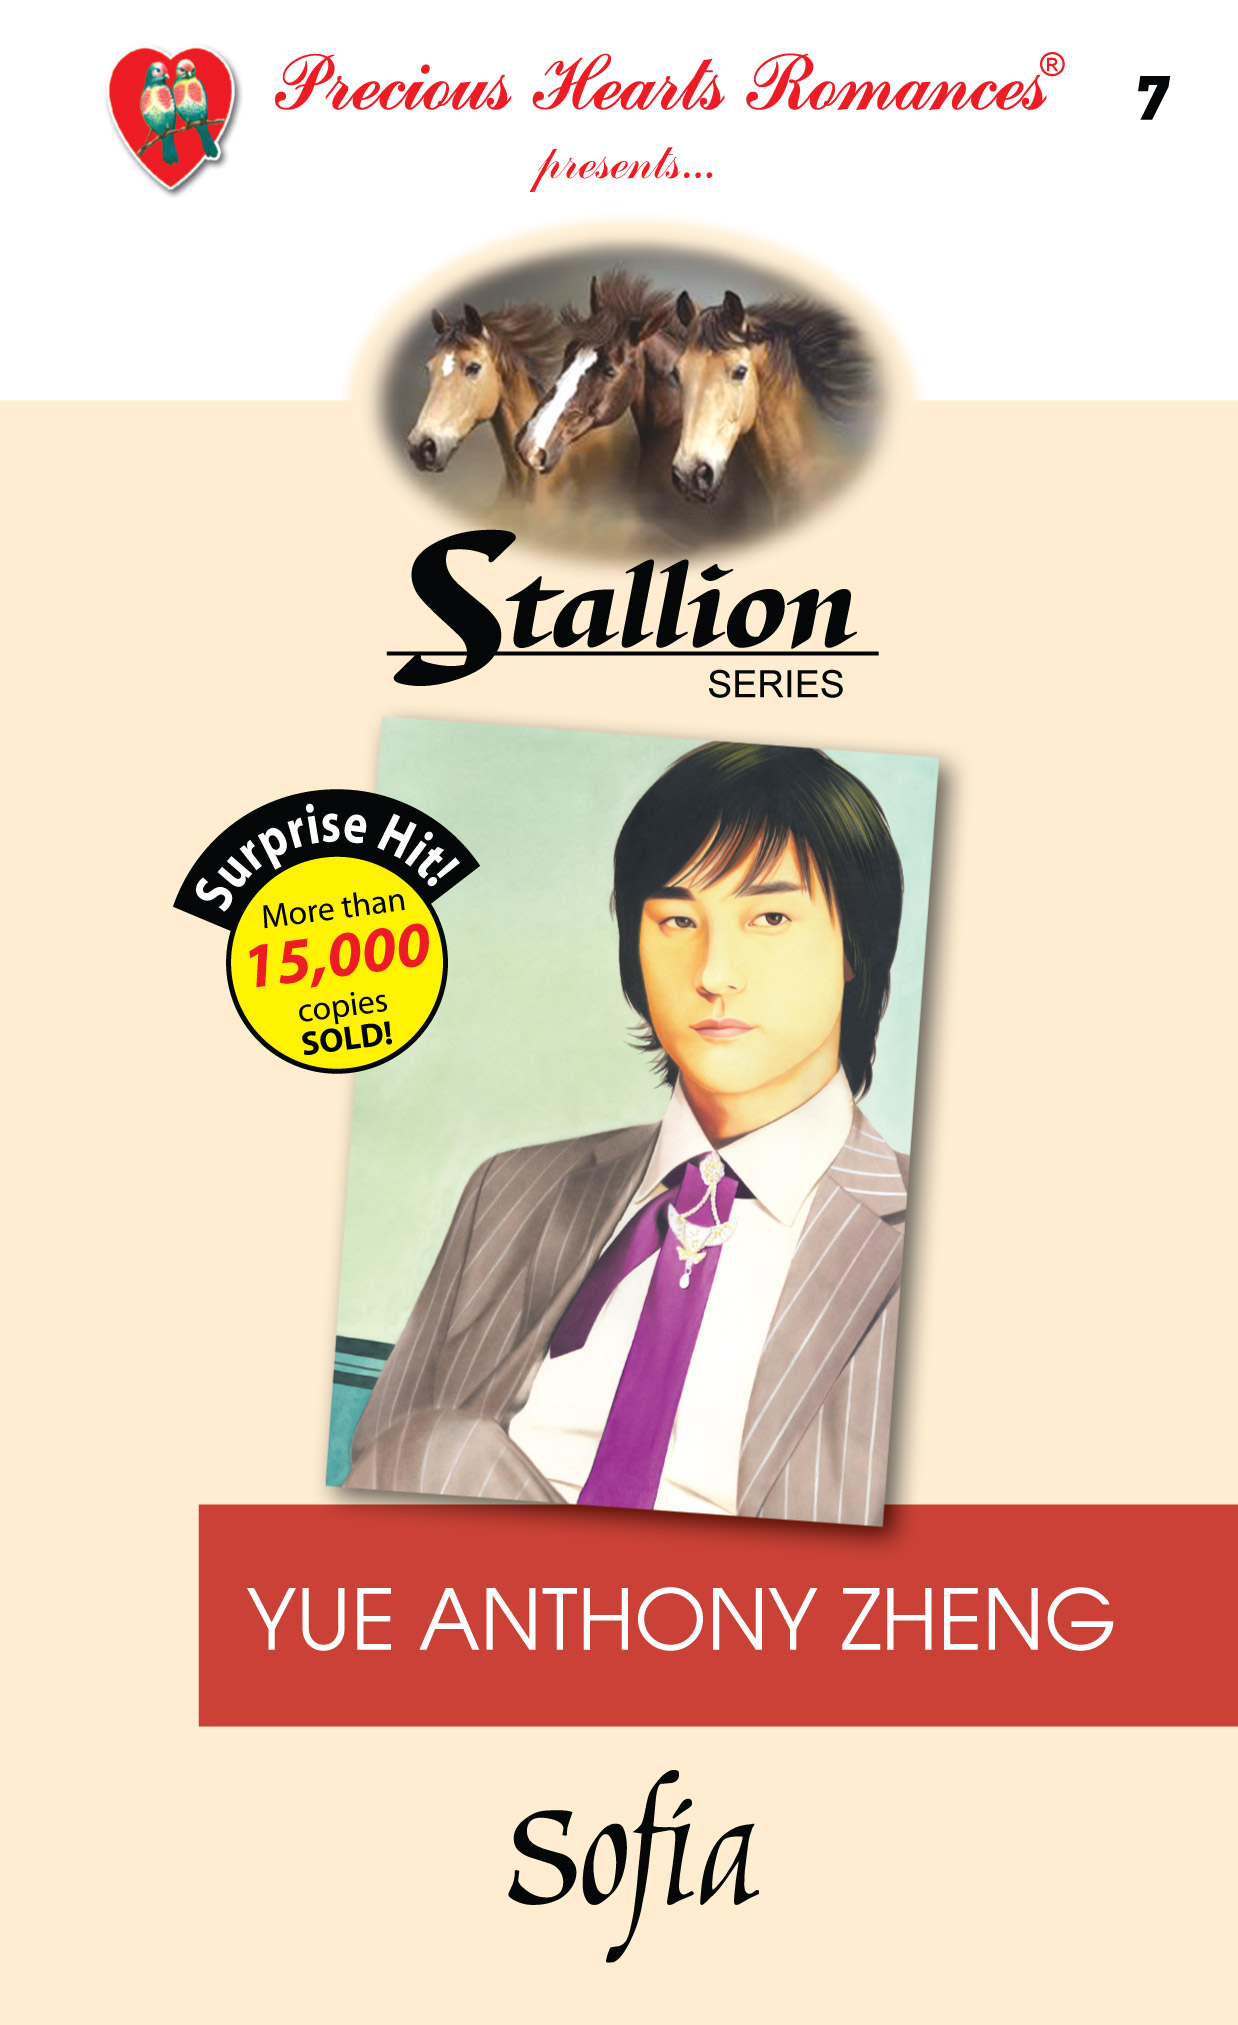 Precious Hearts Romances®
7
presents...
Stallion
SERIES
Surprise Hit!
More than
15,000
copies
SOLD!
YUE ANTHONY ZHENG
Sofia